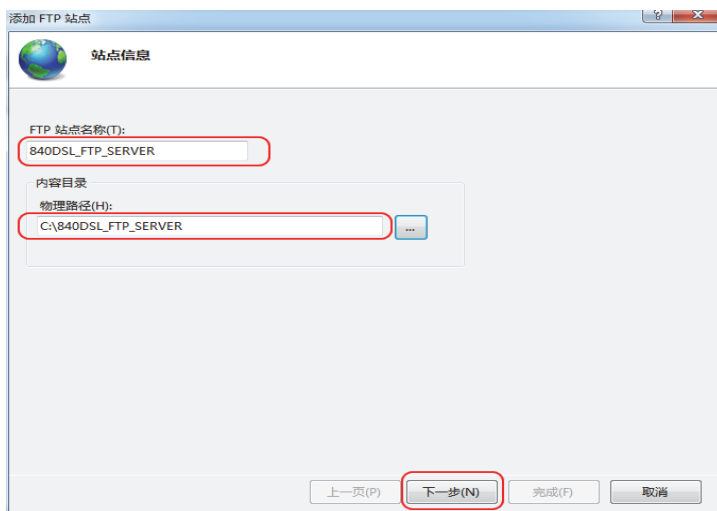 添加 FTP 站点
站点信息
FTP 站点名称(T):
840DSL_FTP_SERVER
内容目录
物理路径(H):
C:\840DSL_FTP_SERVER
...
上一页(P) 下一步(N) 完成(F) 取消